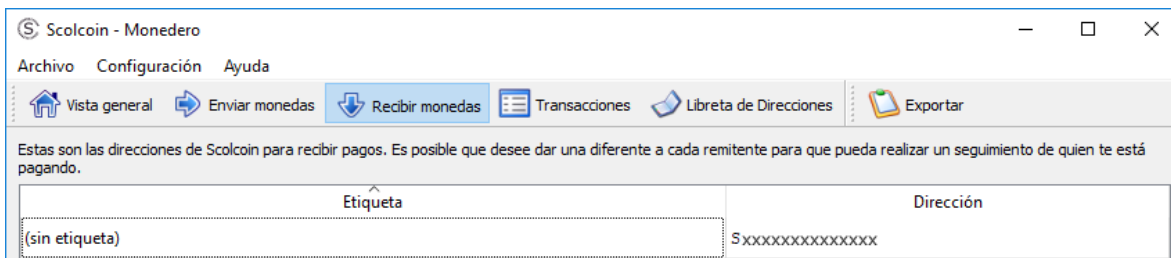 Scolcoin - Monedero
Archivo Configuración Ayuda
Vista general Enviar monedas Recibir monedas Transacciones Libreta de Direcciones Exportar
Estas son las direcciones de Scolcoin para recibir pagos. Es posible que desee dar una diferente a cada remitente para que pueda realizar un seguimiento de quien te está
pagando.
Etiqueta Dirección
(sin etiqueta) Sxxxxxxxxxxxxxx